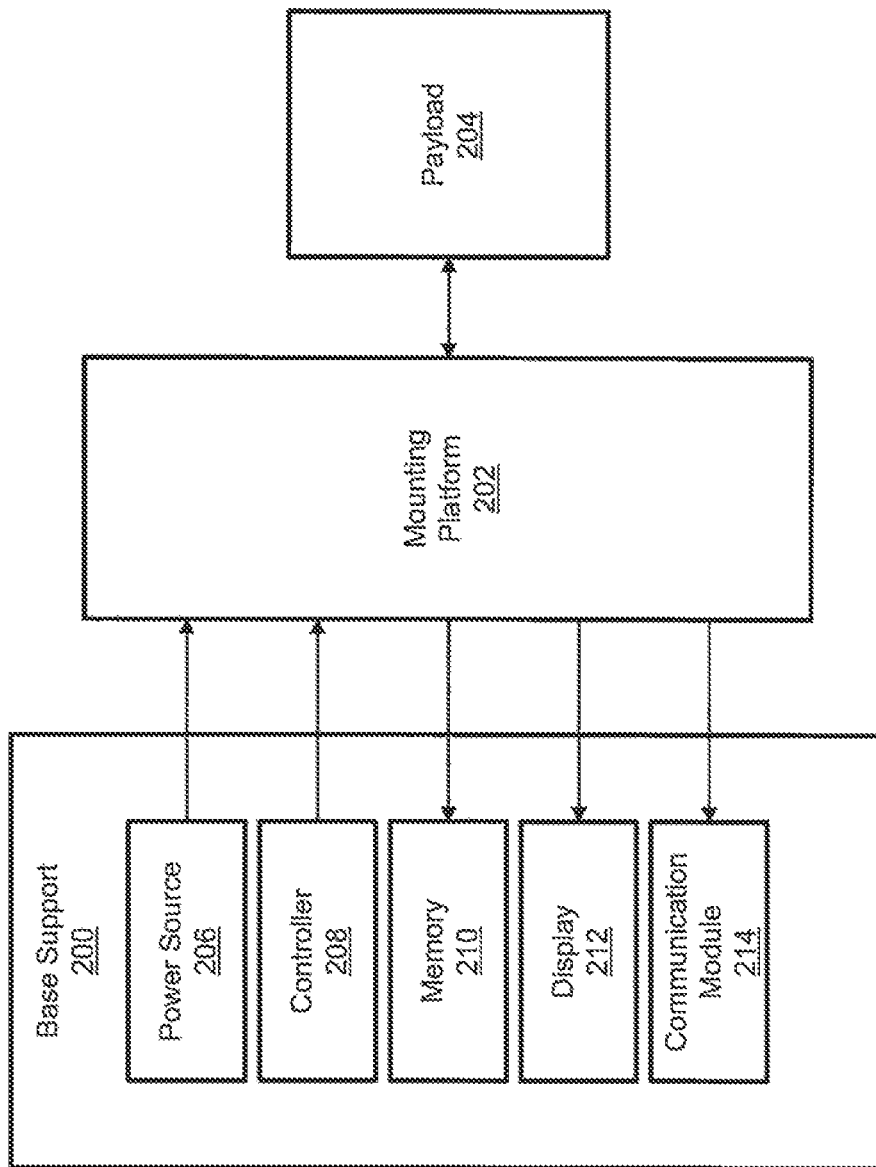 Base Support
200
Power Source
206
Controller
208
Memory
210
Display
212
Communication
Module
214
Mounting
Platform
202
Payload
204